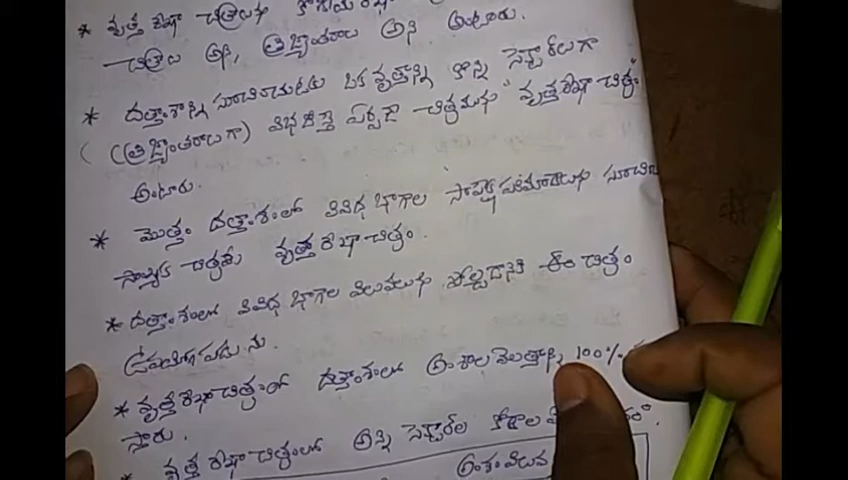 * వృత్త రేఖా చిత్రాలను
చిత్రాలు అని, త్రిజ్యాంతరాలు అని అంటారు.
* దత్తాంశాన్ని సూచించుటకు ఒక వృత్తాన్ని కొన్ని సెక్టార్‌లుగా
(త్రిజ్యాంతరాలుగా) విభజిస్తే ఏర్పడే చిత్రమును "వృత్తరేఖా చిత్రం"
అంటారు.
* మొత్తం దత్తాంశంలో వివిధ భాగాల సాపేక్ష పరిమాణాలను
సాంఖ్యక చిత్రమే వృత్త రేఖా చిత్రం.
* దత్తాంశంలో వివిధ భాగాల విలువలను పోల్చడానికి ఈ చిత్రం
ఉపయోగపడును.
* వృత్తరేఖాచిత్రంలో దత్తాంశంలో అంశాల మొత్తాన్ని 100%
స్తారు.
* వృత్త రేఖా చిత్రంలో అన్ని సెక్టార్‌ల కోణాల
అంశం విలువ